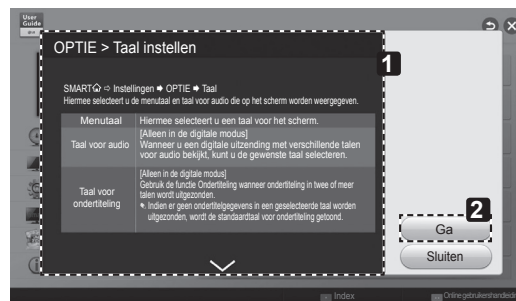 User
Guide
OPTIE > Taal instellen
1
SMART ⇨ Instellingen ➡ OPTIE ➡ Taal
Hiermee selecteert u de menutaal en taal voor audio die op het scherm worden weergegeven.
Menutaal
Hiermee selecteert u een taal voor het scherm.
Taal voor audio
[Alleen in de digitale modus]
Wanneer u een digitale uitzending met verschillende talen
voor audio bekijkt, kunt u de gewenste taal selecteren.
Taal voor
ondertiteling
[Alleen in de digitale modus]
Gebruik de functie Ondertiteling wanneer ondertiteling in twee of meer
talen wordt uitgezonden.
Indien er geen ondertitelgegevens in een geselecteerde taal worden
uitgezonden, wordt de standaardtaal voor ondertiteling getoond.
2
Ga
Sluiten
Index
Online gebruikershandleidi